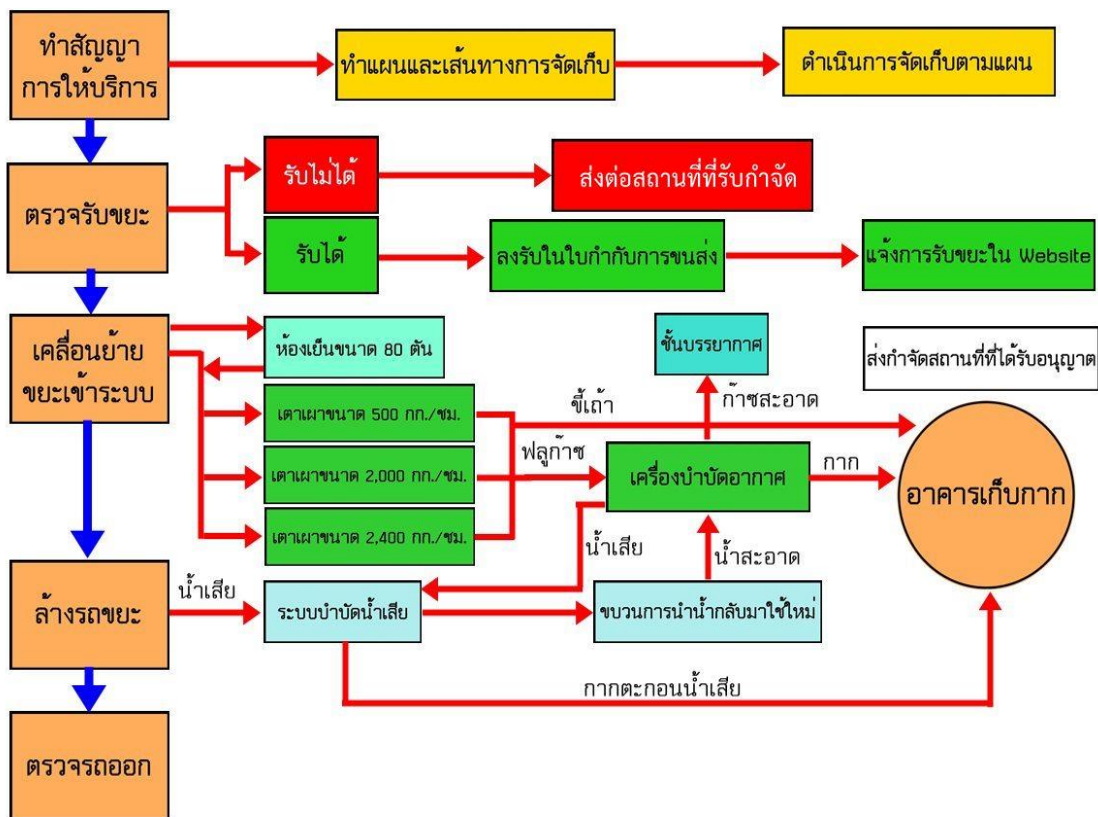 ทำสัญญา
การให้บริการ
ทำแผนและเส้นทางการจัดเก็บ
ดำเนินการจัดเก็บตามแผน
ตรวจรับขยะ
รับไม่ได้
ส่งต่อสถานที่ที่รับกำจัด
รับได้
ลงรับในใบกำกับการขนส่ง
แจ้งการรับขยะใน Website
เคลื่อนย้าย
ขยะเข้าระบบ
ห้องเย็นขนาด 80 ตัน
ชั้นบรรยากาศ
ส่งกำจัดสถานที่ที่ได้รับอนุญาต
เตาเผาขนาด 500 กก./ชม.
ขี้เถ้า
ก๊าซสะอาด
ฟลูก๊าซ
เตาเผาขนาด 2,000 กก./ชม.
เครื่องบำบัดอากาศ
กาก
อาคารเก็บกาก
เตาเผาขนาด 2,400 กก./ชม.
น้ำเสีย
น้ำสะอาด
ล้างรถขยะ
น้ำเสีย
ระบบบำบัดน้ำเสีย
ขบวนการนำน้ำกลับมาใช้ใหม่
กากตะกอนน้ำเสีย
ตรวจรถออก